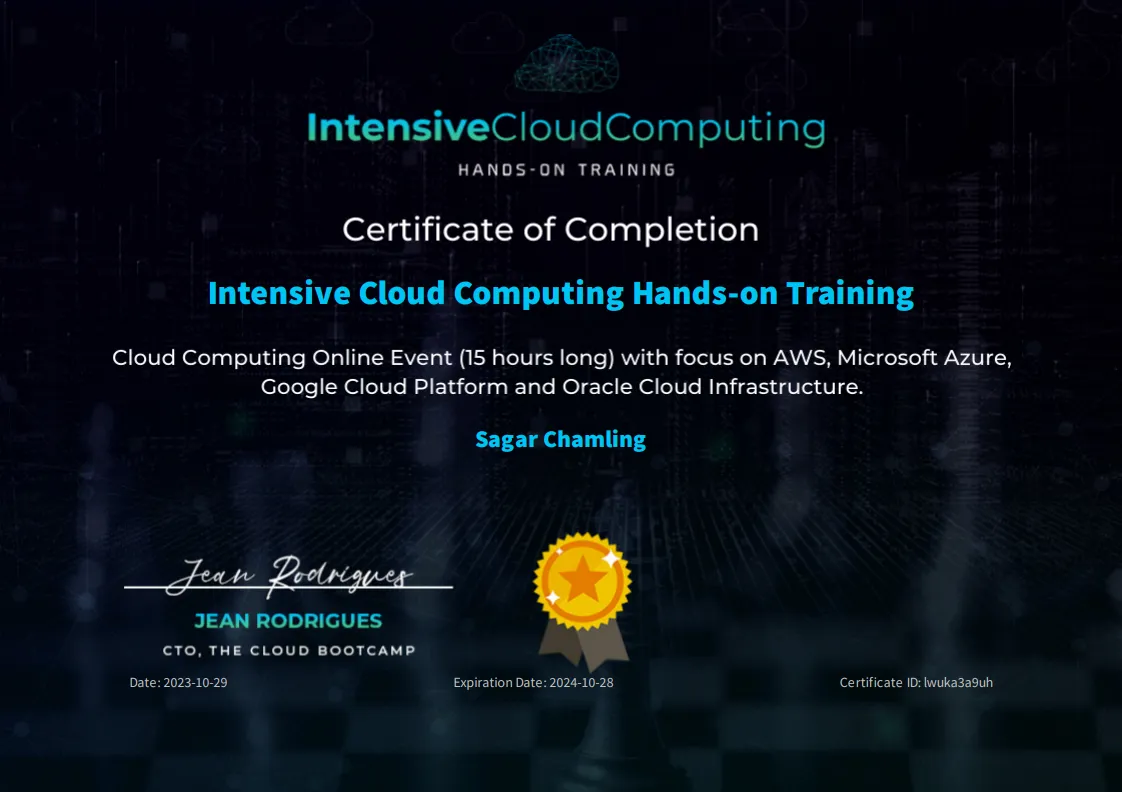 IntensiveCloudComputing
HANDS-ON TRAINING
Certificate of Completion
Intensive Cloud Computing Hands-on Training
Cloud Computing Online Event (15 hours long) with focus on AWS, Microsoft Azure,
Google Cloud Platform and Oracle Cloud Infrastructure.
Sagar Chamling
Jean Rodrigues
JEAN RODRIGUES
CTO, THE CLOUD BOOTCAMP
Date: 2023-10-29
Expiration Date: 2024-10-28
Certificate ID: lwuka3a9uh